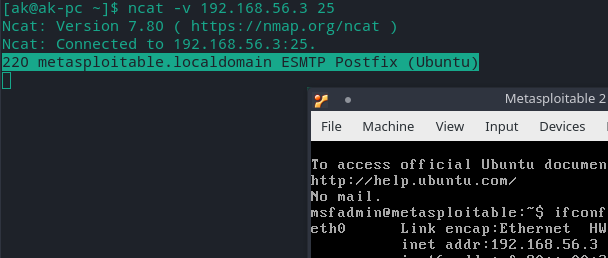 [ak@ak-pc ~]$ ncat -v 192.168.56.3 25
Ncat: Version 7.80 ( https://nmap.org/ncat )
Ncat: Connected to 192.168.56.3:25.
220 metasploitable.localdomain ESMTP Postfix (Ubuntu)
Metasploitable 2
File Machine View Input Devices
To access official Ubuntu documen
http://help.ubuntu.com/
No mail.
msfadmin@metasploitable:~$ ifconf
eth0 Link encap:Ethernet HW
inet addr:192.168.56.3